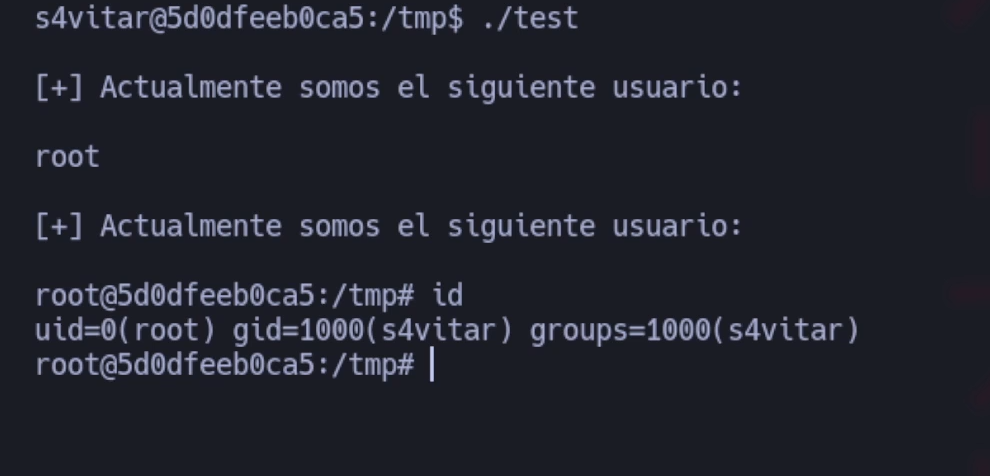 s4vitar@5d0dfeeb0ca5:/tmp$ ./test
[+] Actualmente somos el siguiente usuario:
root
[+] Actualmente somos el siguiente usuario:
root@5d0dfeeb0ca5:/tmp# id
uid=0(root) gid=1000(s4vitar) groups=1000(s4vitar)
root@5d0dfeeb0ca5:/tmp#